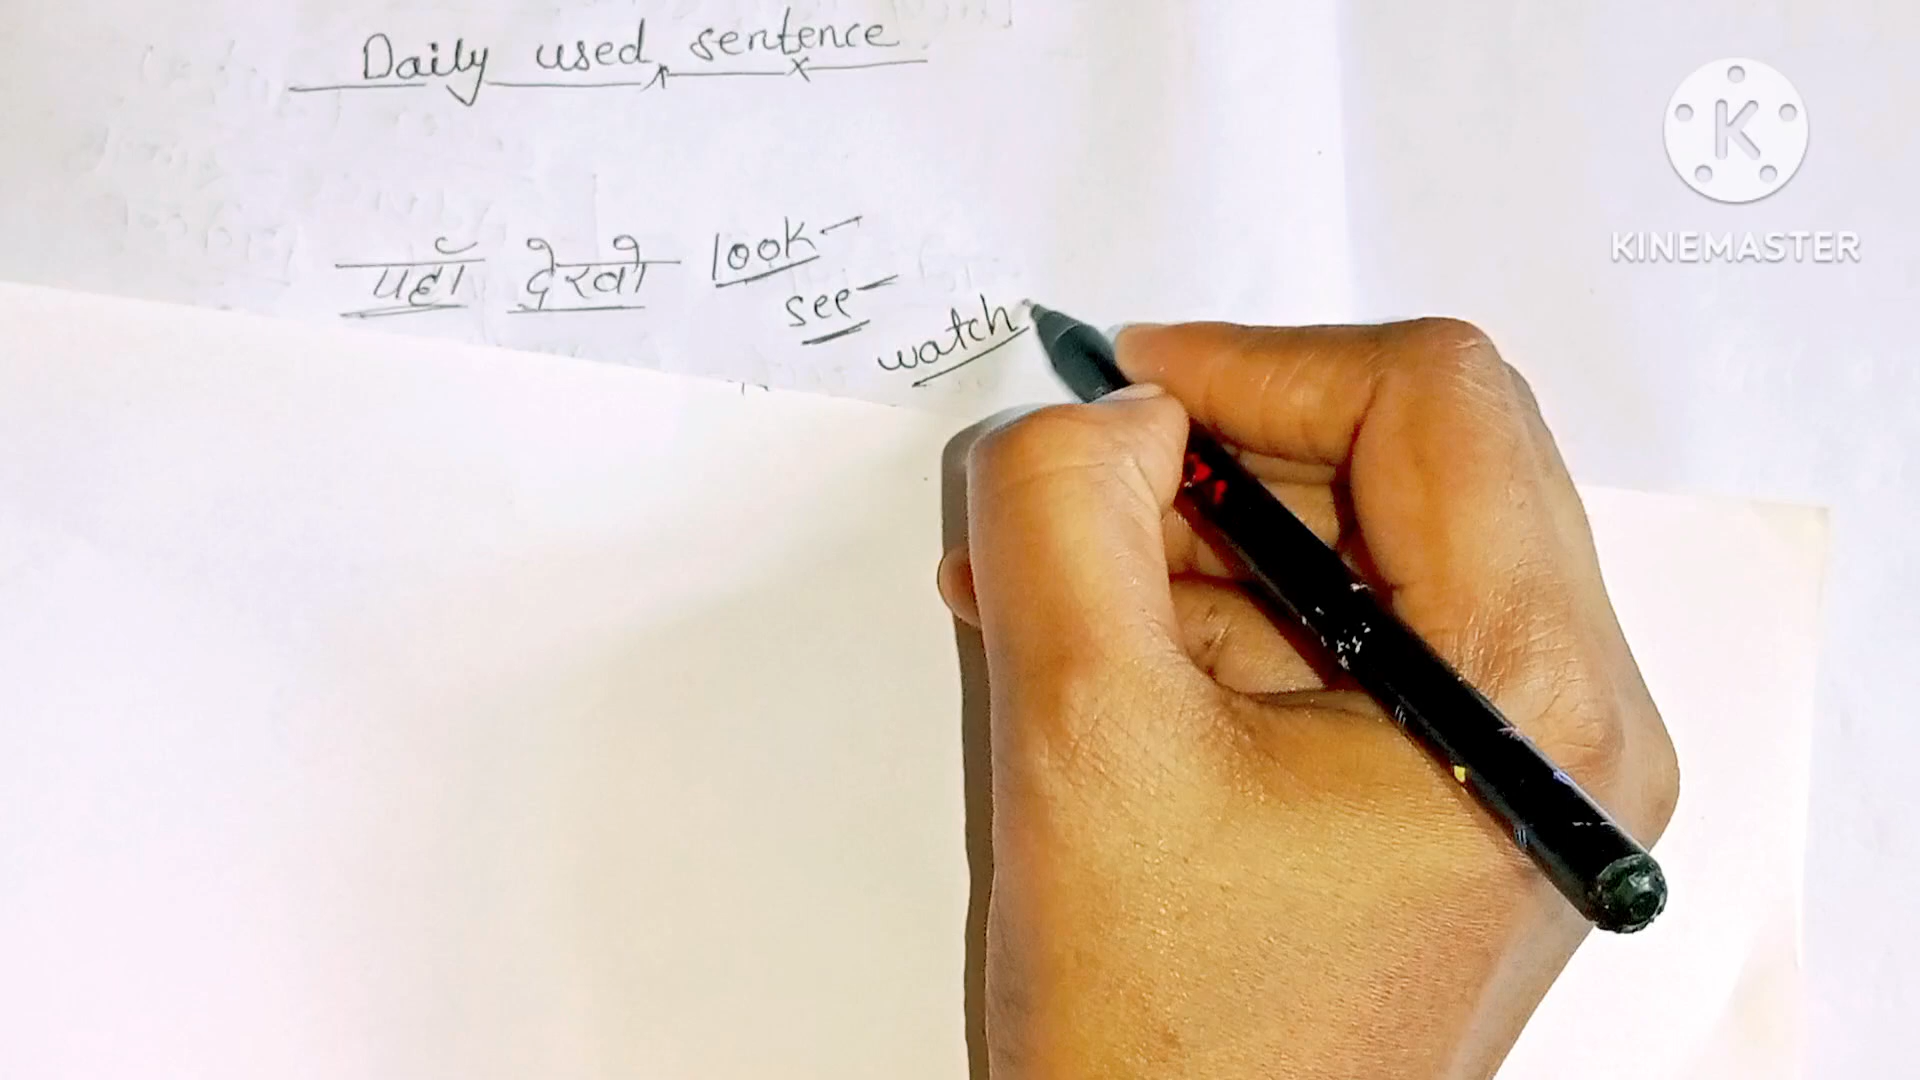 Daily used sentence
यहाँ देखो look-
see-
watch
K
KINEMASTER